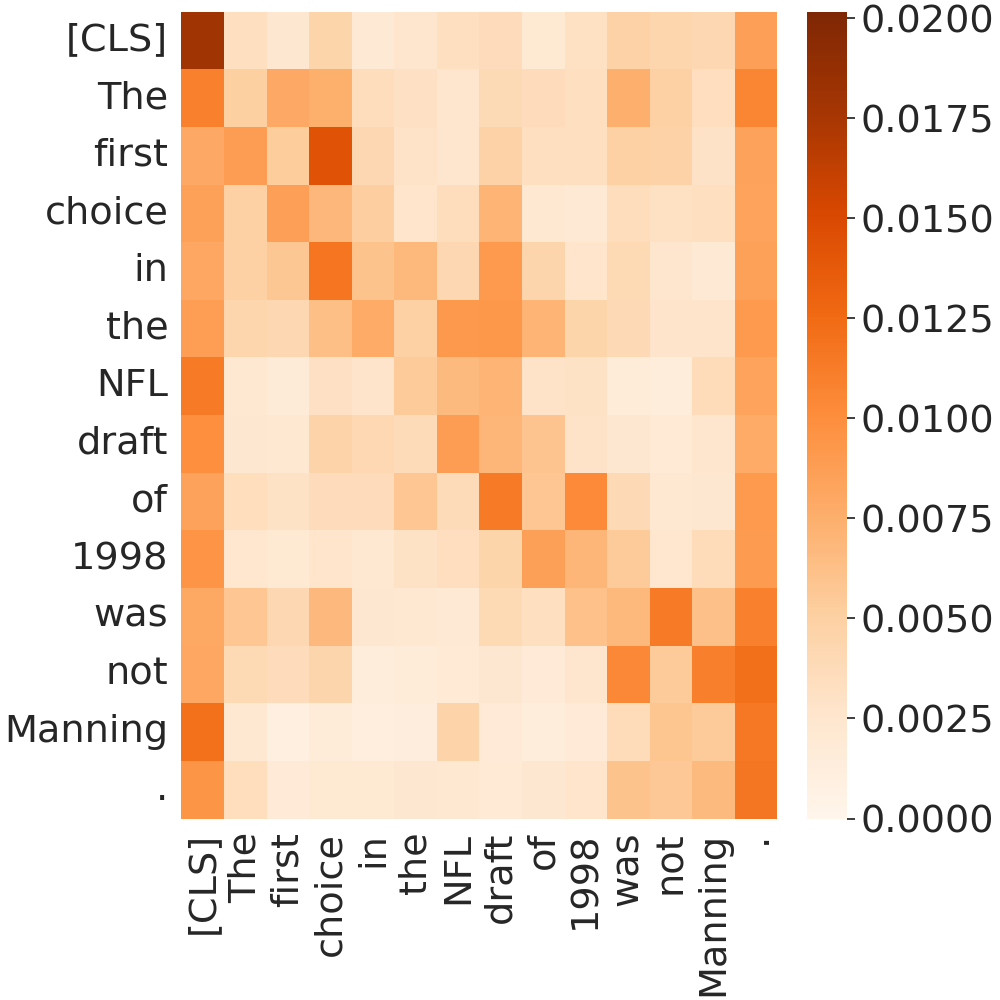 [CLS]
The
first
choice
in
the
NFL
draft
of
1998
was
not
Manning
.
[CLS]
The
first
choice
in
the
NFL
draft
of
1998
was
not
Manning
.
0.0200
0.0175
0.0150
0.0125
0.0100
0.0075
0.0050
0.0025
0.0000